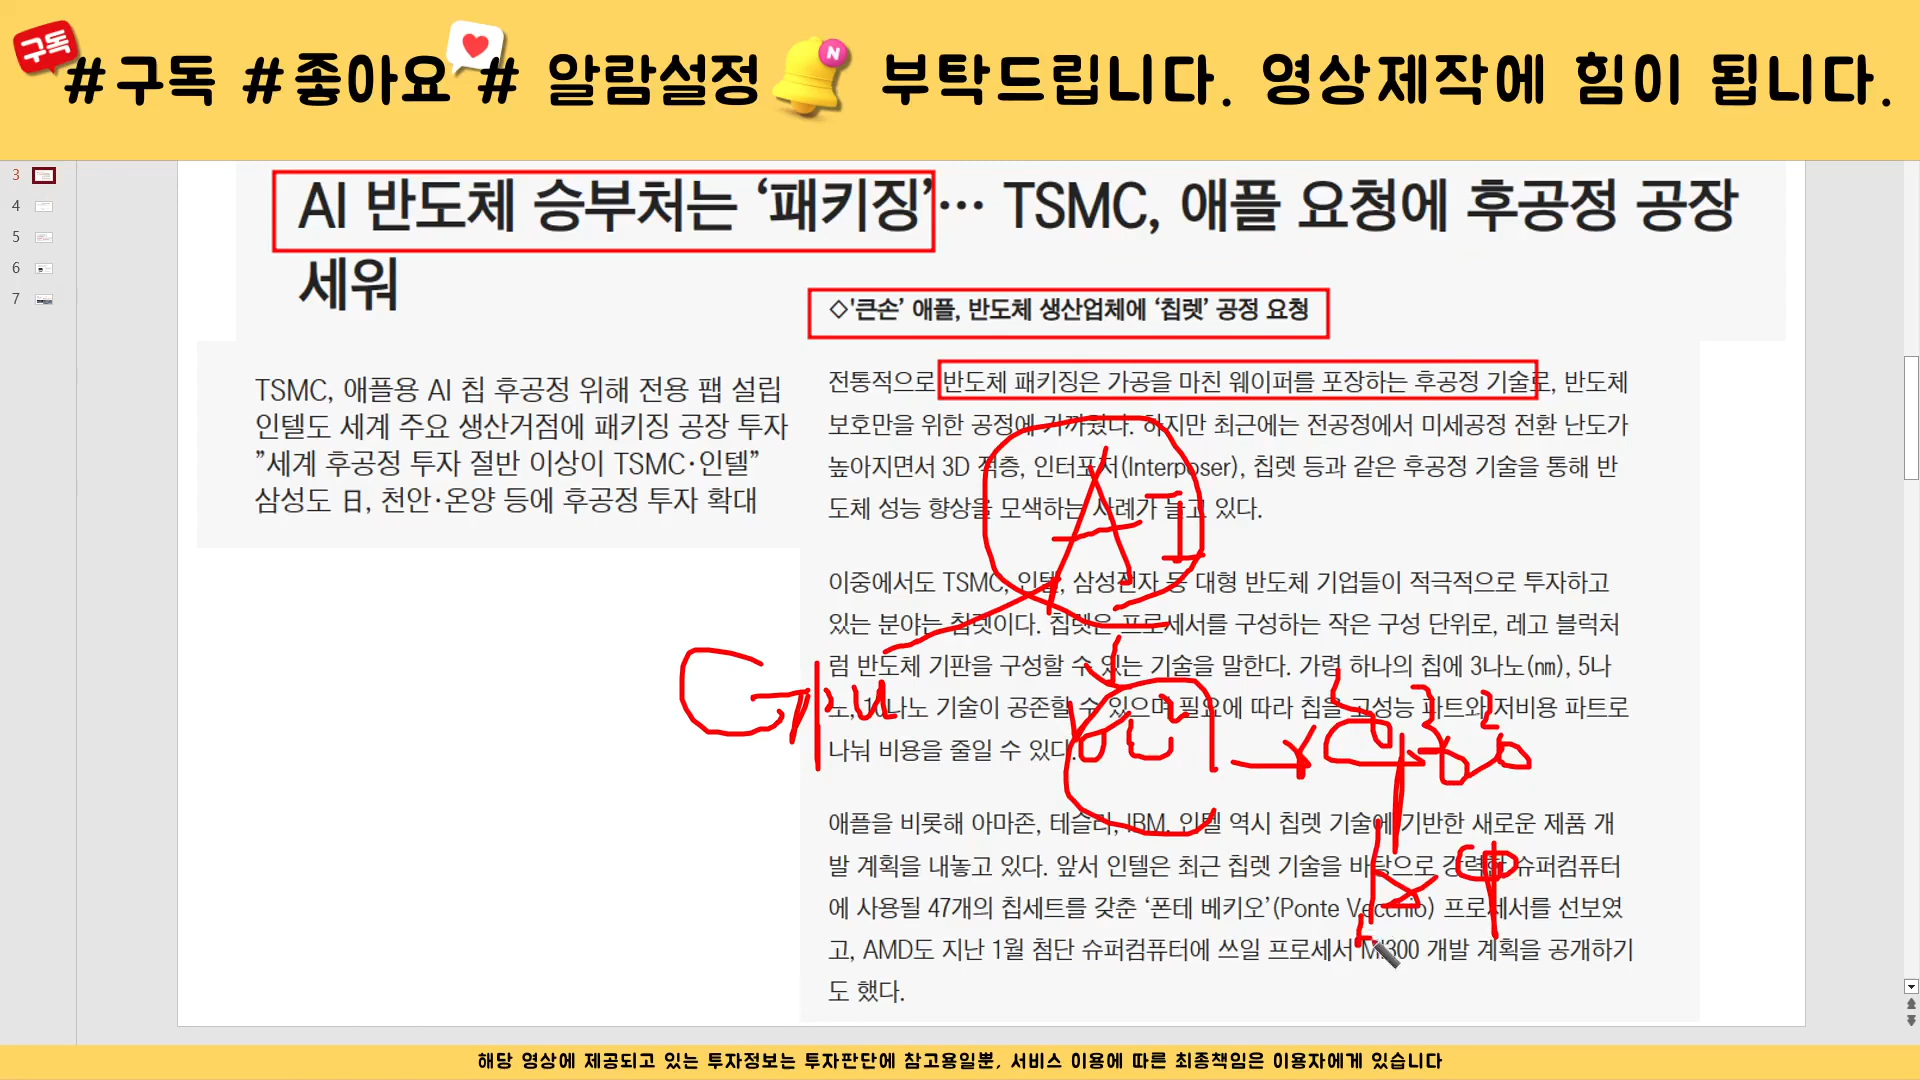 구독
#구독 #좋아요 # 알람설정 N 부탁드립니다. 영상제작에 힘이 됩니다.
3
4
5
6
7
AI 반도체 승부처는 ‘패키징’… TSMC, 애플 요청에 후공정 공장
세워
TSMC, 애플용 AI 칩 후공정 위해 전용 팹 설립
인텔도 세계 주요 생산거점에 패키징 공장 투자
”세계 후공정 투자 절반 이상이 TSMC·인텔”
삼성도 日, 천안·온양 등에 후공정 투자 확대
◇'큰손’ 애플, 반도체 생산업체에 ‘칩렛’ 공정 요청
전통적으로 반도체 패키징은 가공을 마친 웨이퍼를 포장하는 후공정 기술로, 반도체
보호만을 위한 공정에 가까웠다. 하지만 최근에는 전공정에서 미세공정 전환 난도가
높아지면서 3D 적층, 인터포저(Interposer), 칩렛 등과 같은 후공정 기술을 통해 반
도체 성능 향상을 모색하는 사례가 늘고 있다.
이중에서도 TSMC, 인텔, 삼성전자 등 대형 반도체 기업들이 적극적으로 투자하고
있는 분야는 칩렛이다. 칩렛은 프로세서를 구성하는 작은 구성 단위로, 레고 블럭처
럼 반도체 기판을 구성할 수 있는 기술을 말한다. 가령 하나의 칩에 3나노(㎚), 5나
노, 10나노 기술이 공존할 수 있으며 필요에 따라 칩을 고성능 파트와 저비용 파트로
나눠 비용을 줄일 수 있다.
애플을 비롯해 아마존, 테슬라, IBM, 인텔 역시 칩렛 기술에 기반한 새로운 제품 개
발 계획을 내놓고 있다. 앞서 인텔은 최근 칩렛 기술을 바탕으로 강력한 슈퍼컴퓨터
에 사용될 47개의 칩세트를 갖춘 ‘폰테 베키오’(Ponte Vecchio) 프로세서를 선보였
고, AMD도 지난 1월 첨단 슈퍼컴퓨터에 쓰일 프로세서 MI300 개발 계획을 공개하기
도 했다.
AI
GPU
해당 영상에 제공되고 있는 투자정보는 투자판단에 참고용일뿐, 서비스 이용에 따른 최종책임은 이용자에게 있습니다